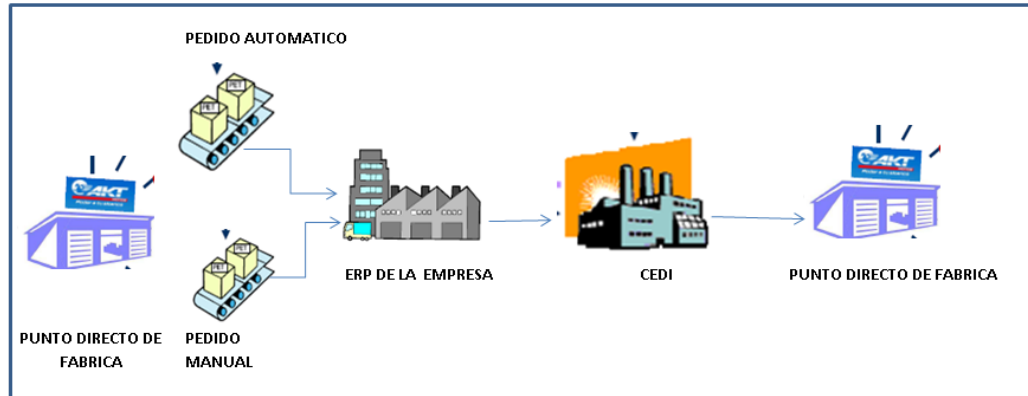 PEDIDO AUTOMATICO
PET
PET
AKT
AKT
PET
PET
ERP DE LA EMPRESA
CEDI
PUNTO DIRECTO DE FABRICA
PUNTO DIRECTO DE
FABRICA
PEDIDO
MANUAL